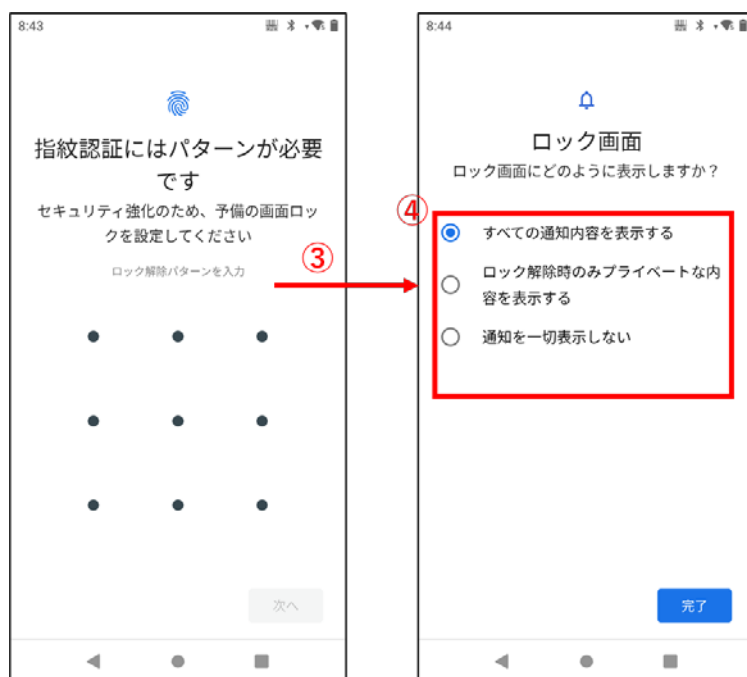 8:43
指紋認証にはパターンが必要
です
セキュリティ強化のため、予備の画面ロッ
クを設定してください
ロック解除パターンを入力
次へ
③
8:44
ロック画面
ロック画面にどのように表示しますか？
④
すべての通知内容を表示する
ロック解除時のみプライベートな内
容を表示する
通知を一切表示しない
完了